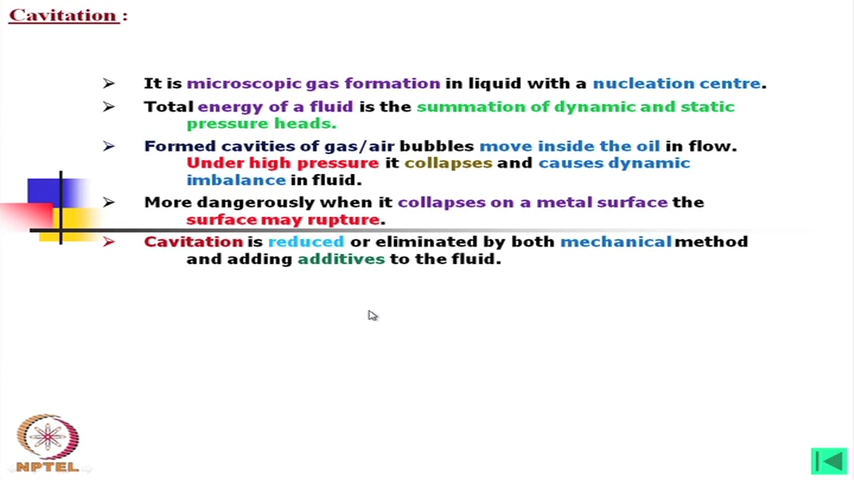 Cavitation :
It is microscopic gas formation in liquid with a nucleation centre.
Total energy of a fluid is the summation of dynamic and static
pressure heads.
Formed cavities of gas/air bubbles move inside the oil in flow.
Under high pressure it collapses and causes dynamic
imbalance in fluid.
More dangerously when it collapses on a metal surface the
surface may rupture.
Cavitation is reduced or eliminated by both mechanical method
and adding additives to the fluid.
NPTEL